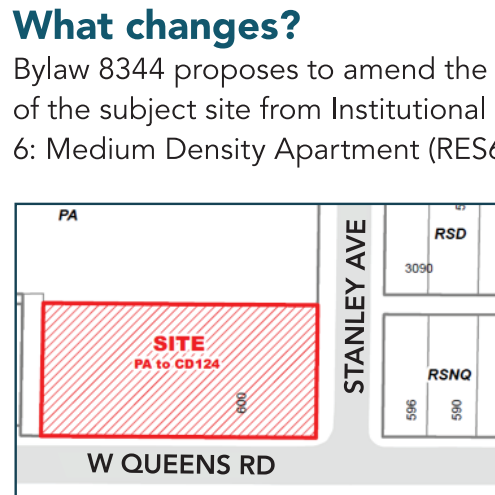 What changes?
Bylaw 8344 proposes to amend the
of the subject site from Institutional
6: Medium Density Apartment (RES6
PA
RSD
3090
STANLEY AVE
SITE
PA to CD124
600
RSNQ
596
590
W QUEENS RD